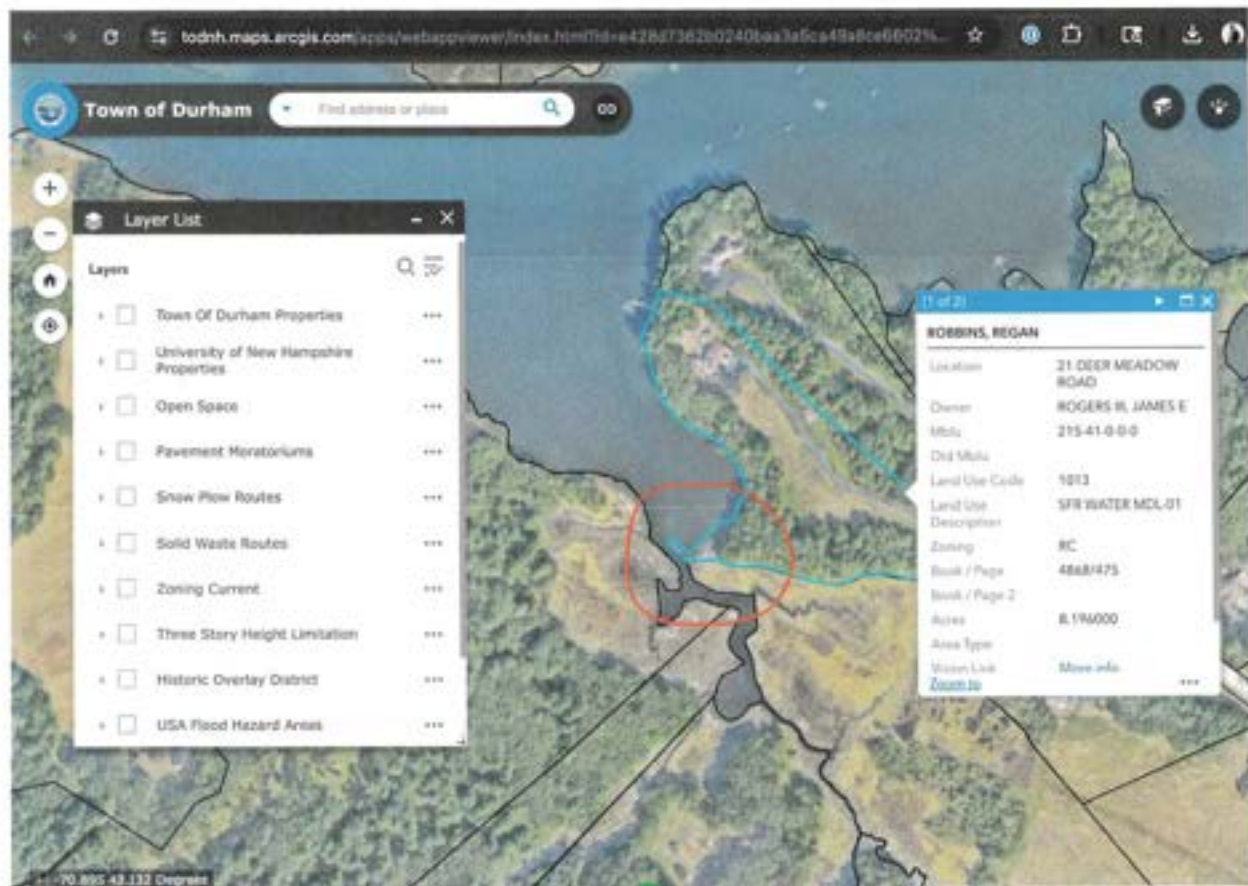 Town of Durham
Find address or place
Layer List
Layers
Town Of Durham Properties
University of New Hampshire
Properties
Open Space
Pavement Moratoriums
Snow Plow Routes
Solid Waste Routes
Zoning Current
Three Story Height Limitation
Historic Overlay District
USA Flood Hazard Areas
(1 of 2)
ROBBINS, REGAN
Location 21 DEER MEADOW
ROAD
Owner ROGERS III, JAMES E
Mblu 215-41-0-0-0
Old Mblu
Land Use Code 1013
Land Use SFR WATER MDL-01
Description
Zoning RC
Book / Page 4868/475
Book / Page 2
Acres 8.196000
Area Type
Vision Link More info
Zoom to
-70.895 43.132 Degrees